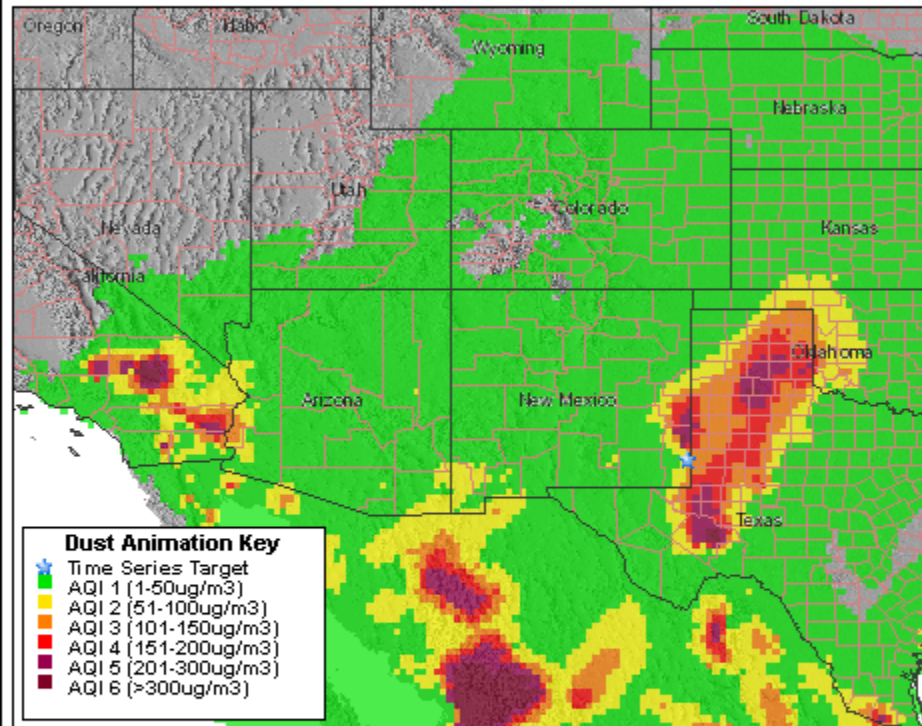 Oregon
Idaho
Wyoming
South Dakota
Nebraska
Utah
Colorado
Nevada
Kansas
California
Oklahoma
Arizona
New Mexico
Texas
Dust Animation Key
Time Series Target
AQI 1 (1-50ug/m3)
AQI 2 (51-100ug/m3)
AQI 3 (101-150ug/m3)
AQI 4 (151-200ug/m3)
AQI 5 (201-300ug/m3)
AQI 6 (>300ug/m3)